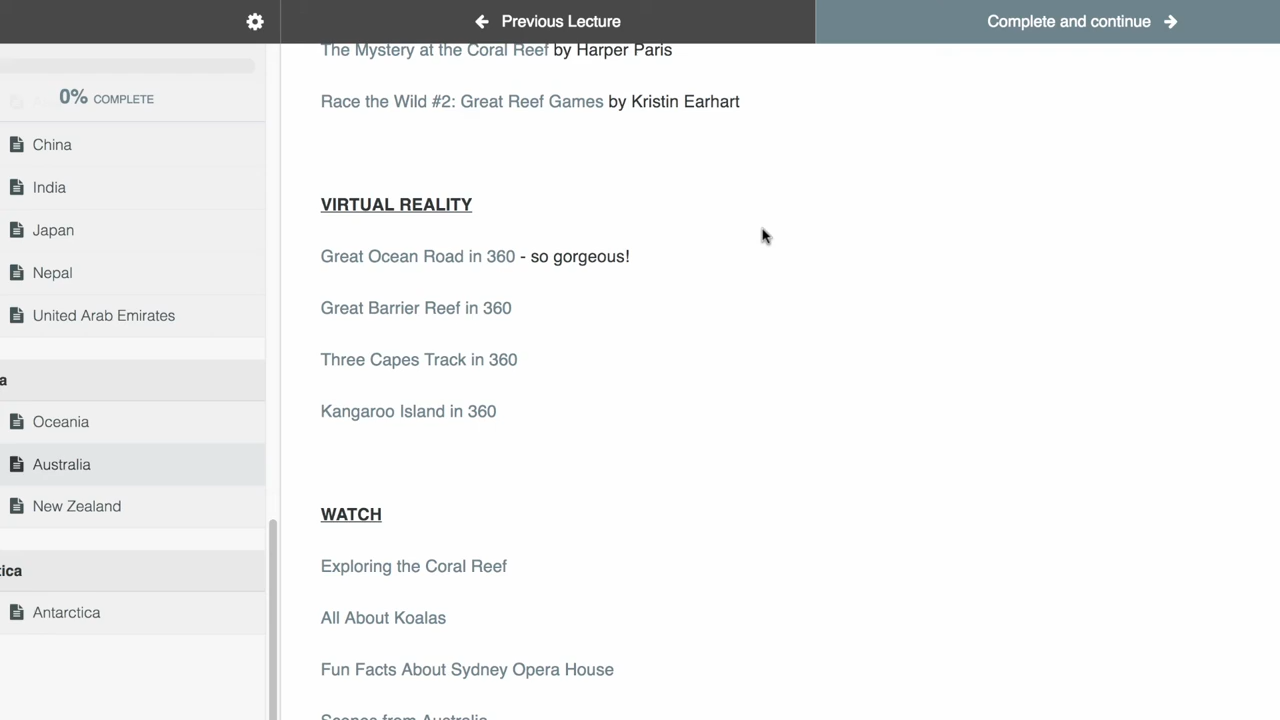 Previous Lecture
Complete and continue
0% COMPLETE
China
India
Japan
Nepal
United Arab Emirates
a
Oceania
Australia
New Zealand
tica
Antarctica
The Mystery at the Coral Reef by Harper Paris
Race the Wild #2: Great Reef Games by Kristin Earhart
VIRTUAL REALITY
Great Ocean Road in 360 - so gorgeous!
Great Barrier Reef in 360
Three Capes Track in 360
Kangaroo Island in 360
WATCH
Exploring the Coral Reef
All About Koalas
Fun Facts About Sydney Opera House
Scenes from Australia